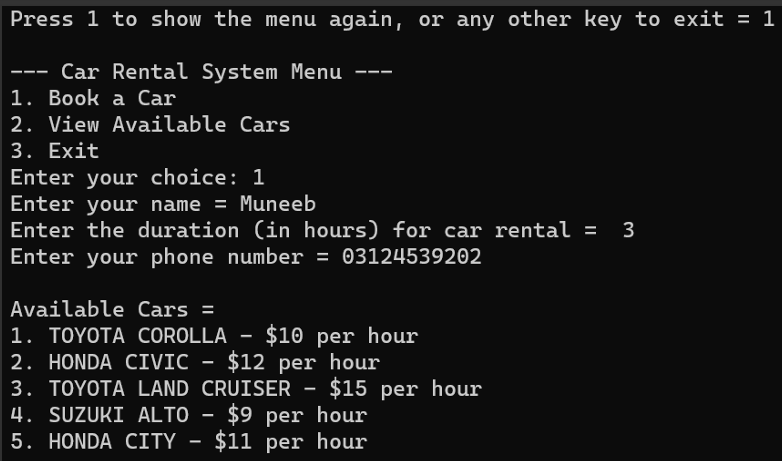 Press 1 to show the menu again, or any other key to exit = 1
--- Car Rental System Menu ---
1. Book a Car
2. View Available Cars
3. Exit
Enter your choice: 1
Enter your name = Muneeb
Enter the duration (in hours) for car rental =  3
Enter your phone number = 03124539202
Available Cars =
1. TOYOTA COROLLA - $10 per hour
2. HONDA CIVIC - $12 per hour
3. TOYOTA LAND CRUISER - $15 per hour
4. SUZUKI ALTO - $9 per hour
5. HONDA CITY - $11 per hour